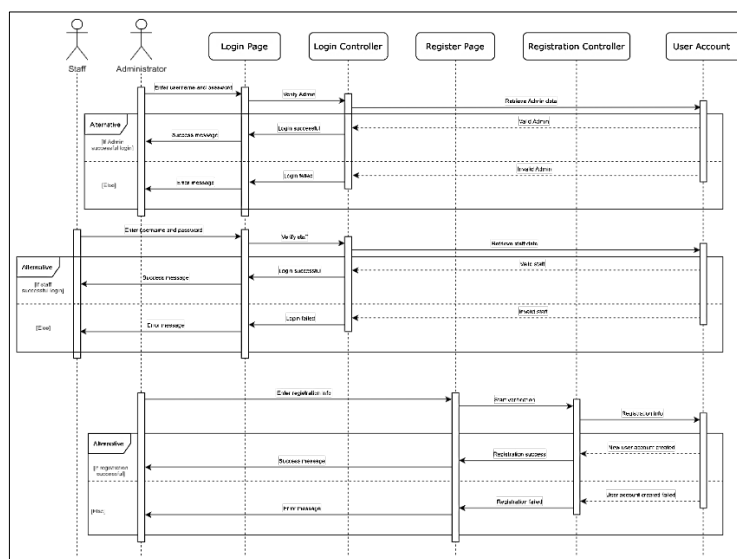 Staff
Administrator
Login Page
Login Controller
Register Page
Registration Controller
User Account
Enter username and password
Verify Admin
Retrieve Admin data
Alternative
Valid Admin
Login successful
Success message
[If Admin
successful login]
Invalid Admin
Login failed
Error message
[Else]
Enter username and password
Verify staff
Retrieve staff data
Alternative
Valid staff
Login successful
Success message
[If staff
successful login]
Invalid staff
Login failed
Error message
[Else]
Enter registration info
Registration info
Alternative
New user account created
Registration success
Success message
[If registration
successful]
User account created failed
Registration failed
Error message
[Else]